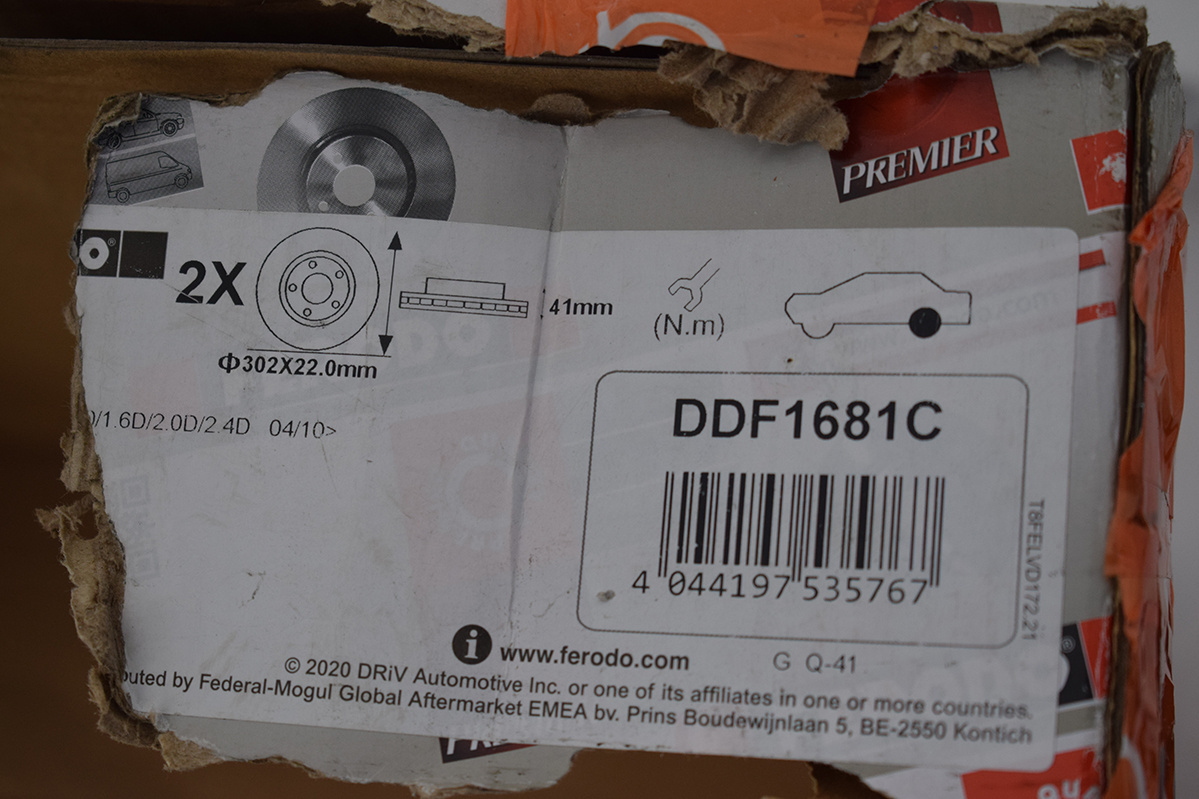 PREMIER
2X
Φ302X22.0mm
41mm
(N.m)
/1.6D/2.0D/2.4D 04/10>
DDF1681C
4 044197 535767
T8FELVD172.21
i www.ferodo.com
G Q-41
© 2020 DRiV Automotive Inc. or one of its affiliates in one or more countries.
buted by Federal-Mogul Global Aftermarket EMEA bv. Prins Boudewijnlaan 5, BE-2550 Kontich
PREMIER